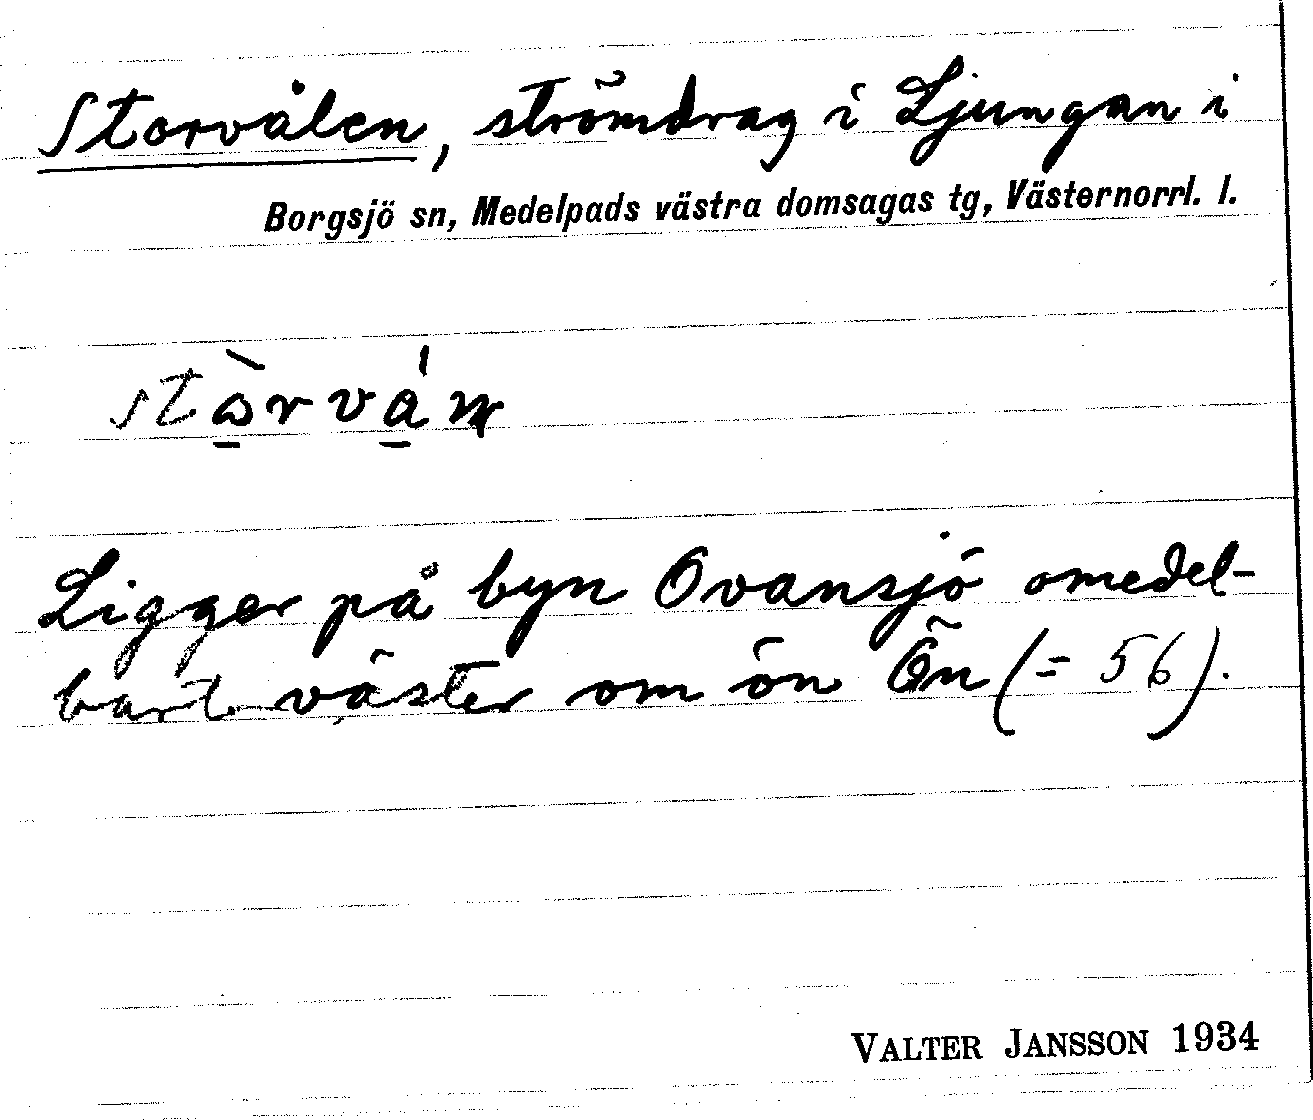 Storvålen, strömdrag i Ljungan i
Borgsjö sn, Medelpads västra domsagas tg, Västernorrl. l.
Ligger på byn Ovansjö omedel-
bart väster om ön Ön (= 56).
VALTER JANSSON 1934